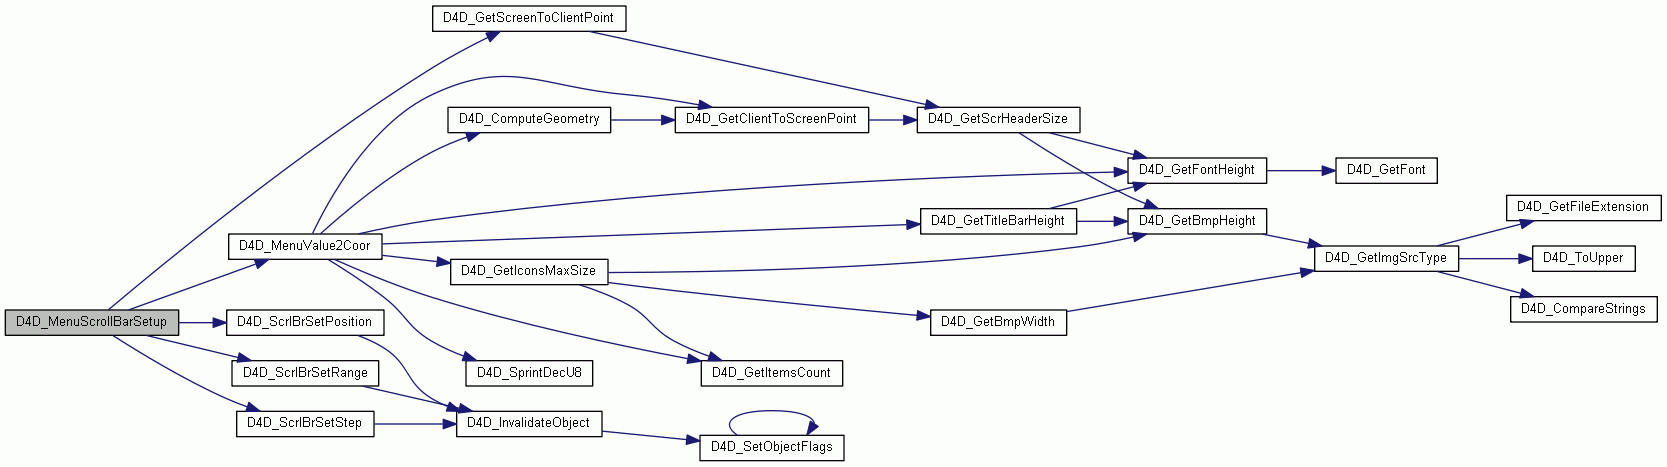 D4D_GetScreenToClientPoint
D4D_ComputeGeometry
D4D_GetClientToScreenPoint
D4D_GetScrHeaderSize
D4D_GetFontHeight
D4D_GetFont
D4D_GetTitleBarHeight
D4D_GetBmpHeight
D4D_GetFileExtension
D4D_MenuValue2Coor
D4D_GetIconsMaxSize
D4D_GetImgSrcType
D4D_ToUpper
D4D_MenuScrollBarSetup
D4D_ScrlBrSetPosition
D4D_GetBmpWidth
D4D_CompareStrings
D4D_ScrlBrSetRange
D4D_SprintDecU8
D4D_GetItemsCount
D4D_ScrlBrSetStep
D4D_InvalidateObject
D4D_SetObjectFlags